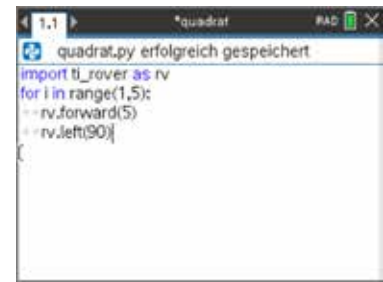 1.1 *quadrat RAD
quadrat.py erfolgreich gespeichert
import ti_rover as rv
for i in range(1,5):
rv.forward(5)
rv.left(90)